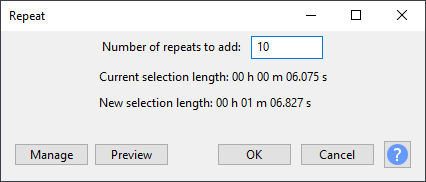 Repeat
Number of repeats to add: 10
Current selection length: 00 h 00 m 06.075 s
New selection length: 00 h 01 m 06.827 s
Manage Preview OK Cancel ?